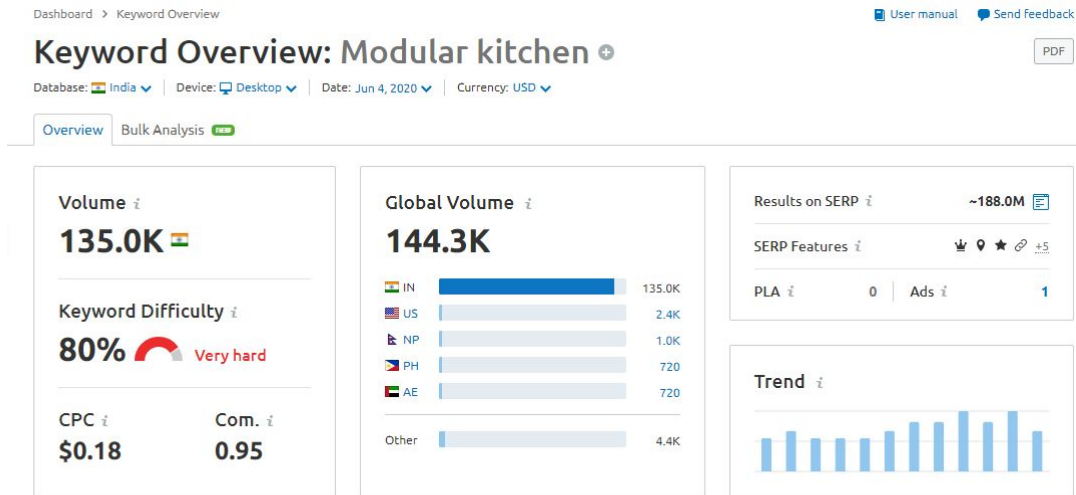 Dashboard > Keyword Overview
User manual
Send feedback
Keyword Overview: Modular kitchen
PDF
Database: India
Device: Desktop
Date: Jun 4, 2020
Currency: USD
Overview
Bulk Analysis
new
Volume i
135.0K
Keyword Difficulty i
80%
Very hard
CPC i
$0.18
Com. i
0.95
Global Volume i
144.3K
IN 135.0K
US 2.4K
NP 1.0K
PH 720
AE 720
Other 4.4K
Results on SERP i ~188.0M
SERP Features i +5
PLA i 0
Ads i 1
Trend i